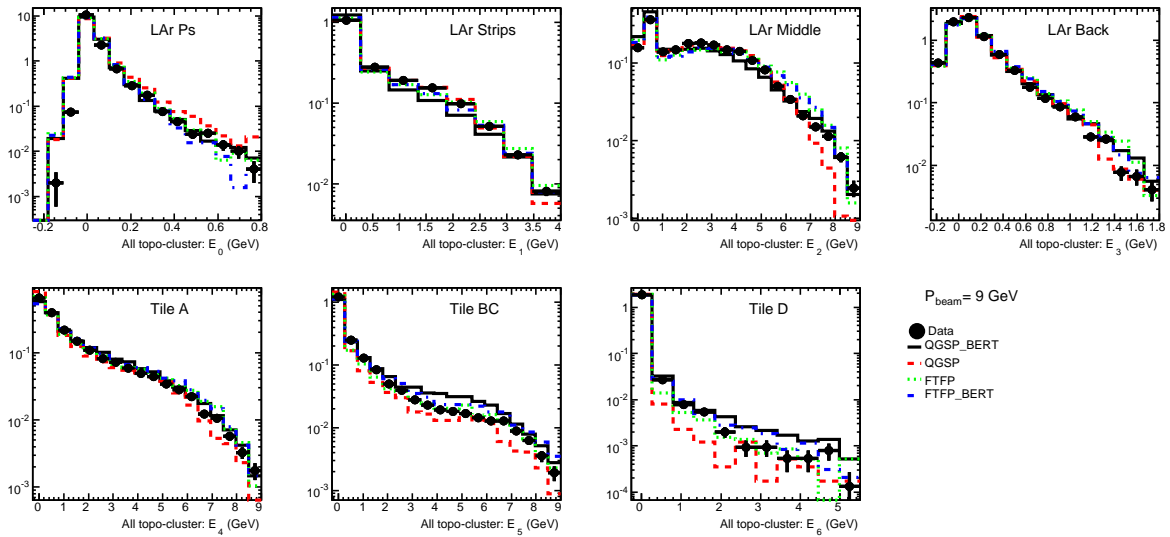 LAr Ps
10
1
10^-1
10^-2
10^-3
-0.2 0 0.2 0.4 0.6 0.8
All topo-cluster: E_0 (GeV)
LAr Strips
1
10^-1
10^-2
0 0.5 1 1.5 2 2.5 3 3.5 4
All topo-cluster: E_1 (GeV)
LAr Middle
10^-1
10^-2
10^-3
0 1 2 3 4 5 6 7 8 9
All topo-cluster: E_2 (GeV)
LAr Back
1
10^-1
10^-2
-0.2 0 0.2 0.4 0.6 0.8 1 1.2 1.4 1.6 1.8
All topo-cluster: E_3 (GeV)
Tile A
1
10^-1
10^-2
10^-3
0 1 2 3 4 5 6 7 8 9
All topo-cluster: E_4 (GeV)
Tile BC
1
10^-1
10^-2
10^-3
0 1 2 3 4 5 6 7 8 9
All topo-cluster: E_5 (GeV)
Tile D
1
10^-1
10^-2
10^-3
10^-4
0 1 2 3 4 5
All topo-cluster: E_6 (GeV)
P_beam= 9 GeV
Data
QGSP_BERT
QGSP
FTFP
FTFP_BERT